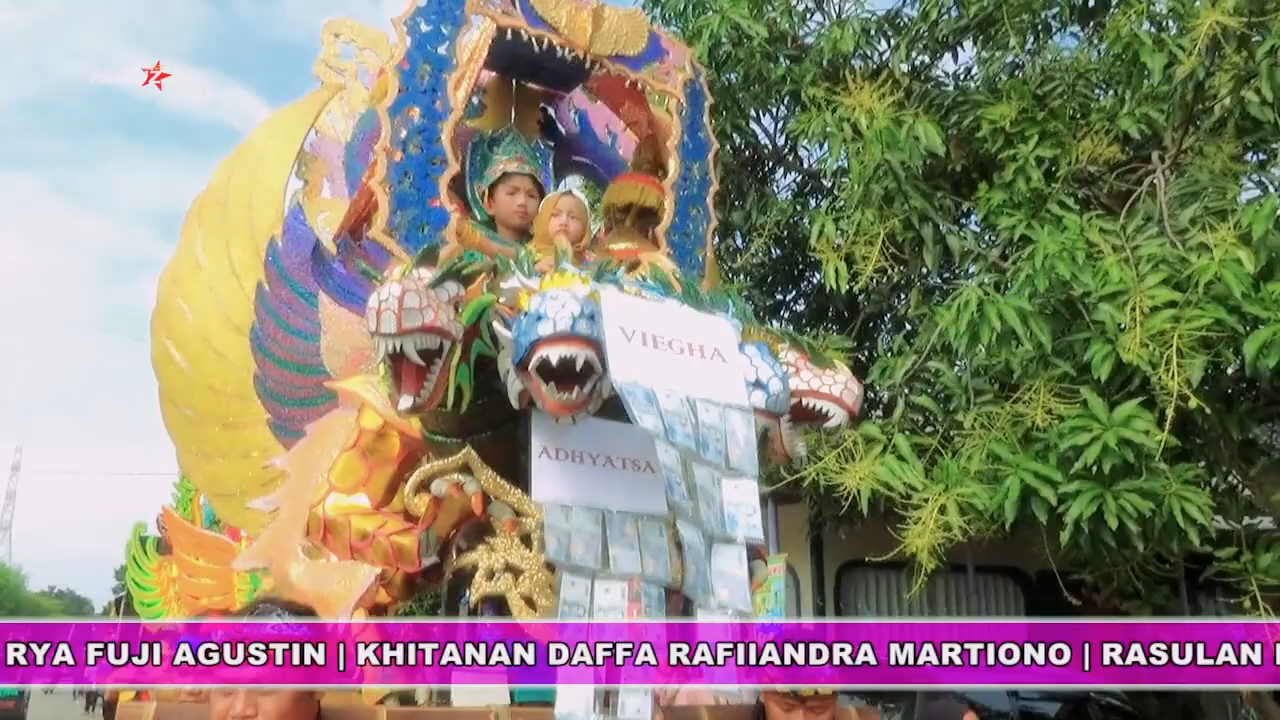 VIEGHA
ADHYATSA
RYA FUJI AGUSTIN | KHITANAN DAFFA RAFIIANDRA MARTIONO | RASULAN